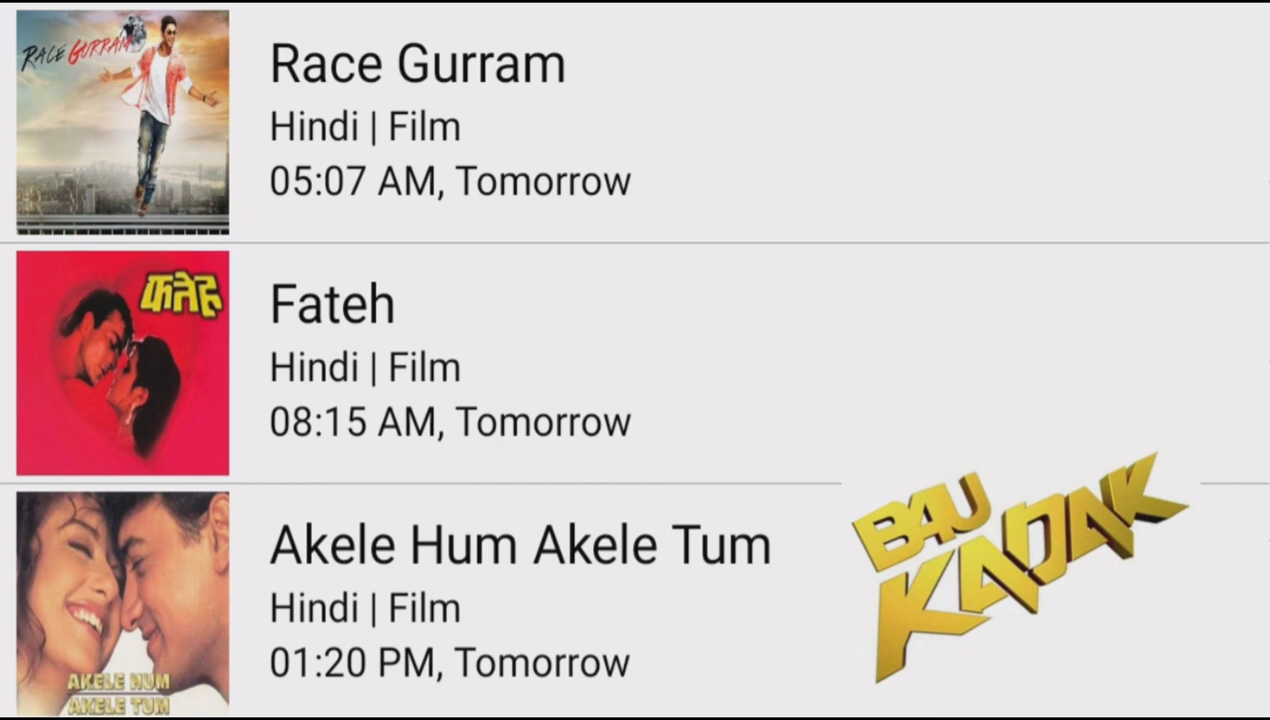 RACE GURRAM
Race Gurram
Hindi | Film
05:07 AM, Tomorrow
फतेह
Fateh
Hindi | Film
08:15 AM, Tomorrow
AKELE HUM
AKELE TUM
Akele Hum Akele Tum
Hindi | Film
01:20 PM, Tomorrow
B4U
KADAK